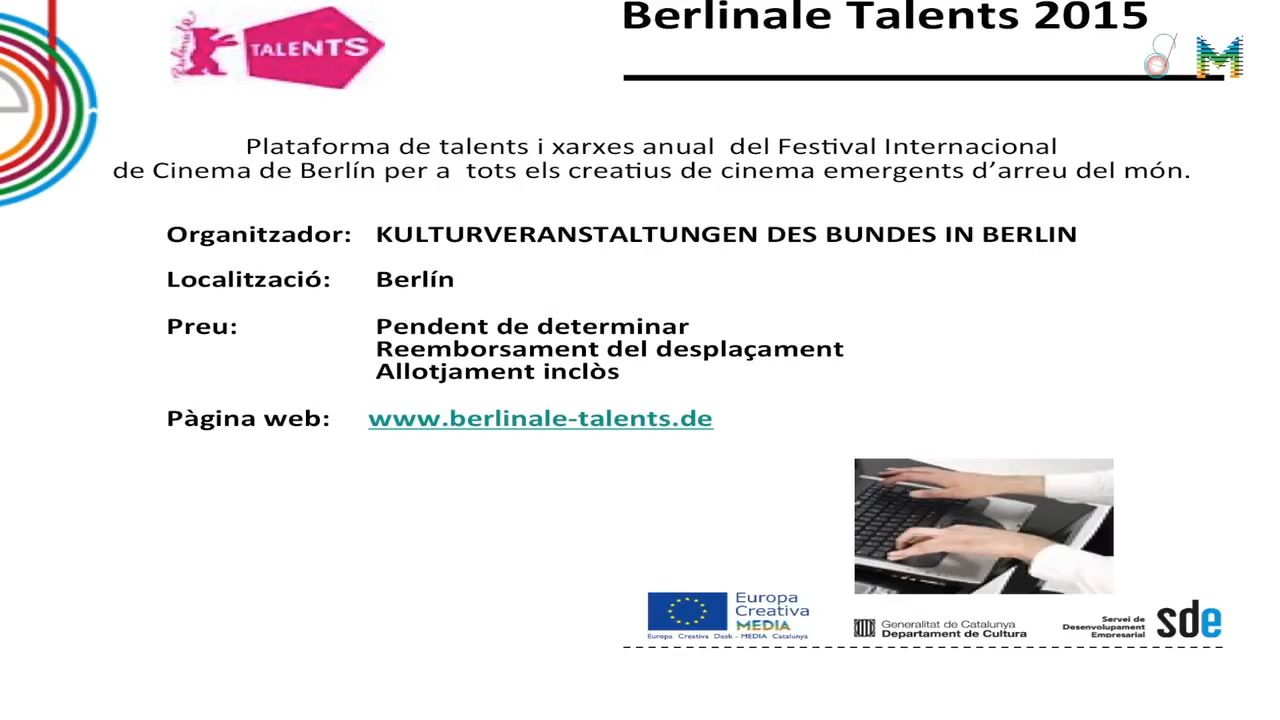 Berlinale Talents 2015
Berlinale
TALENTS
Plataforma de talents i xarxes anual del Festival Internacional
de Cinema de Berlín per a tots els creatius de cinema emergents d’arreu del món.
Organitzador: KULTURVERANSTALTUNGEN DES BUNDES IN BERLIN
Localització: Berlín
Preu: Pendent de determinar
Reemborsament del desplaçament
Allotjament inclòs
Pàgina web: www.berlinale-talents.de
Europa
Creativa
MEDIA
Europa Creativa Desk - MEDIA Catalunya
Generalitat de Catalunya
Departament de Cultura
Servei de
Desenvolupament
Empresarial
sde